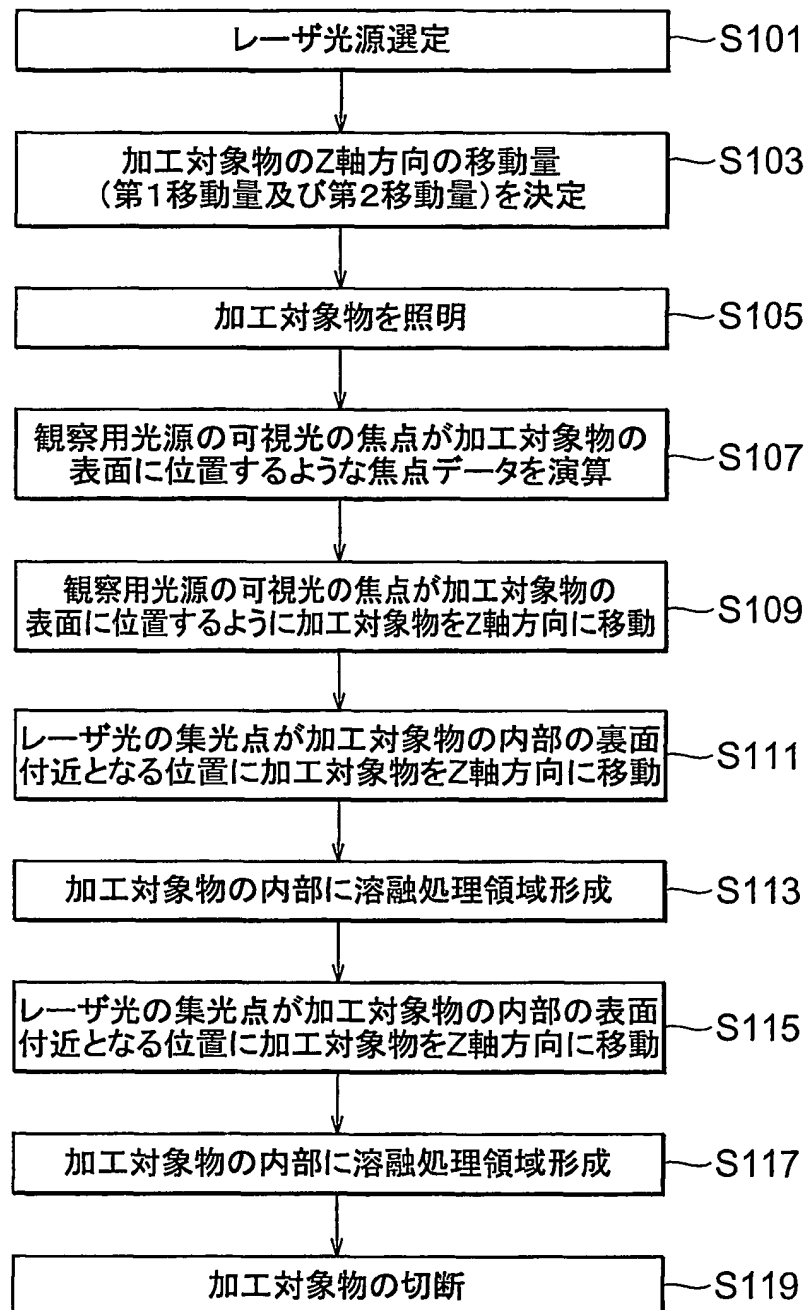 レーザ光源選定
S101
加工対象物のZ軸方向の移動量
(第1移動量及び第2移動量)を決定
S103
加工対象物を照明
S105
観察用光源の可視光の焦点が加工対象物の
表面に位置するような焦点データを演算
S107
観察用光源の可視光の焦点が加工対象物の
表面に位置するように加工対象物をZ軸方向に移動
S109
レーザ光の集光点が加工対象物の内部の裏面
付近となる位置に加工対象物をZ軸方向に移動
S111
加工対象物の内部に溶融処理領域形成
S113
レーザ光の集光点が加工対象物の内部の表面
付近となる位置に加工対象物をZ軸方向に移動
S115
加工対象物の内部に溶融処理領域形成
S117
加工対象物の切断
S119